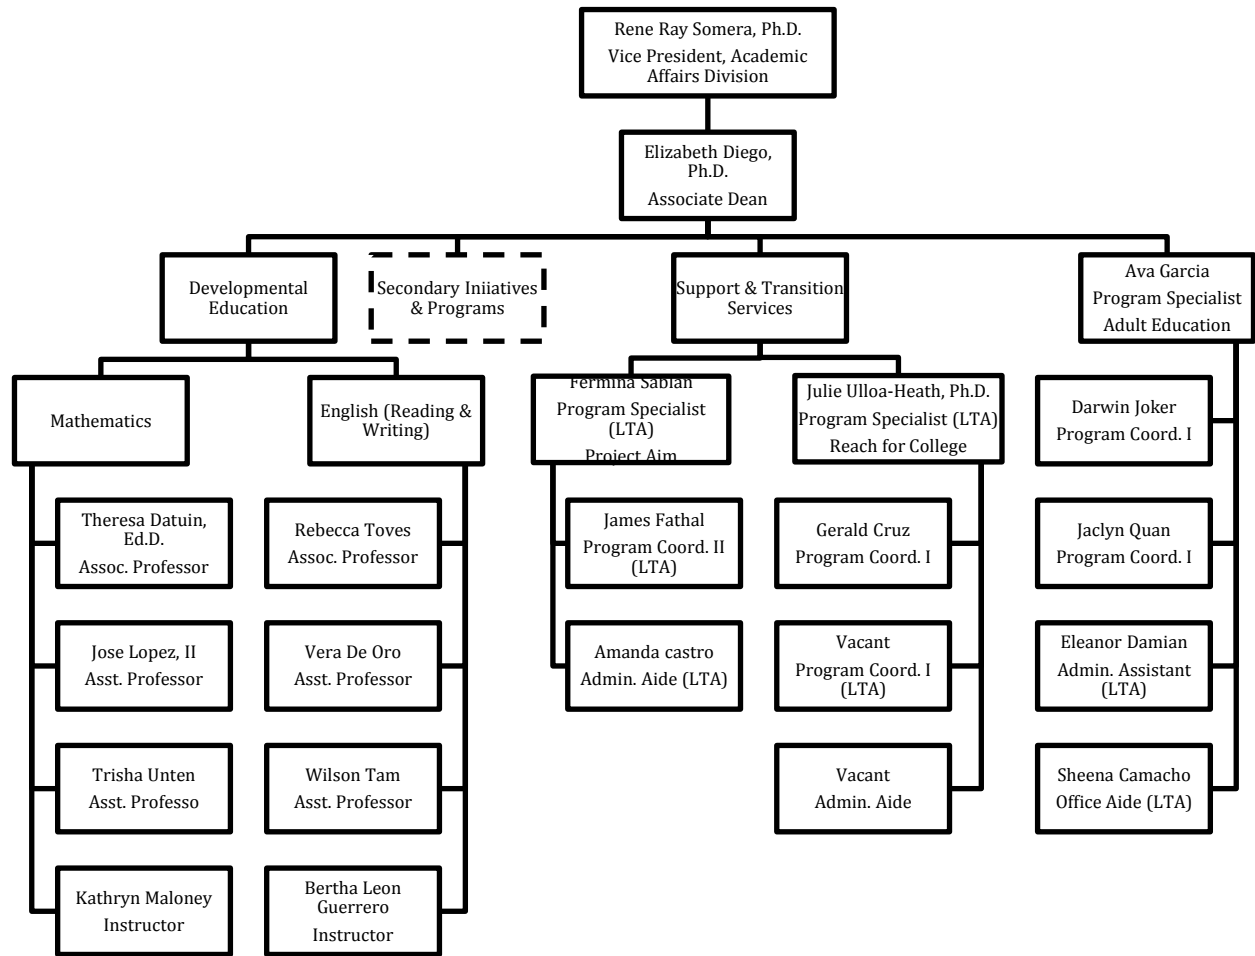 Rene Ray Somera, Ph.D.
Vice President, Academic
Affairs Division
Elizabeth Diego,
Ph.D.
Associate Dean
Developmental
Education
Secondary Iniiatives
& Programs
Support & Transition
Services
Ava Garcia
Program Specialist
Adult Education
Mathematics
English (Reading &
Writing)
Fermina Sablan
Program Specialist
(LTA)
Project Aim
Julie Ulloa-Heath, Ph.D.
Program Specialist (LTA)
Reach for College
Darwin Joker
Program Coord. I
Theresa Datuin,
Ed.D.
Assoc. Professor
Rebecca Toves
Assoc. Professor
James Fathal
Program Coord. II
(LTA)
Gerald Cruz
Program Coord. I
Jaclyn Quan
Program Coord. I
Jose Lopez, II
Asst. Professor
Vera De Oro
Asst. Professor
Amanda castro
Admin. Aide (LTA)
Vacant
Program Coord. I
(LTA)
Eleanor Damian
Admin. Assistant
(LTA)
Trisha Unten
Asst. Professo
Wilson Tam
Asst. Professor
Vacant
Admin. Aide
Sheena Camacho
Office Aide (LTA)
Kathryn Maloney
Instructor
Bertha Leon
Guerrero
Instructor